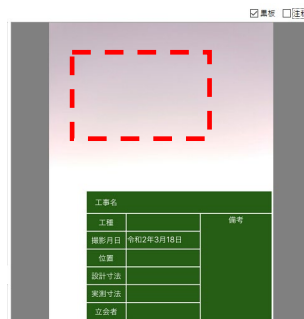 黒板 注釈
工事名
工種 備考
撮影月日 令和2年3月18日
位置
設計寸法
実測寸法
立会者